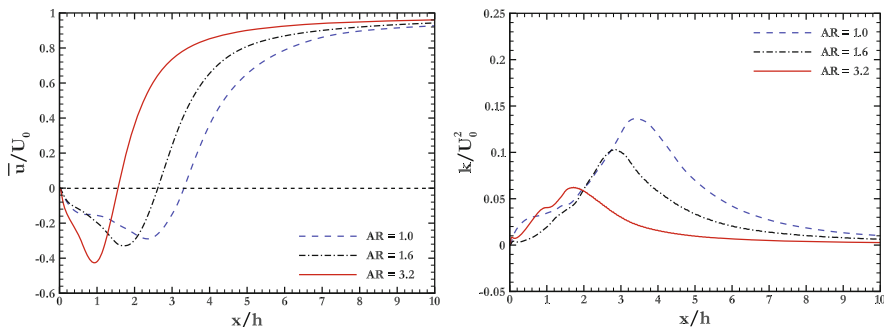 1
0.8
0.6
0.4
0.2
0
-0.2
-0.4
-0.6
u̅/U₀
0 1 2 3 4 5 6 7 8 9 10
x/h
AR = 1.0
AR = 1.6
AR = 3.2
0.25
0.2
0.15
0.1
0.05
0
-0.05
k/U₀²
0 1 2 3 4 5 6 7 8 9 10
x/h
AR = 1.0
AR = 1.6
AR = 3.2